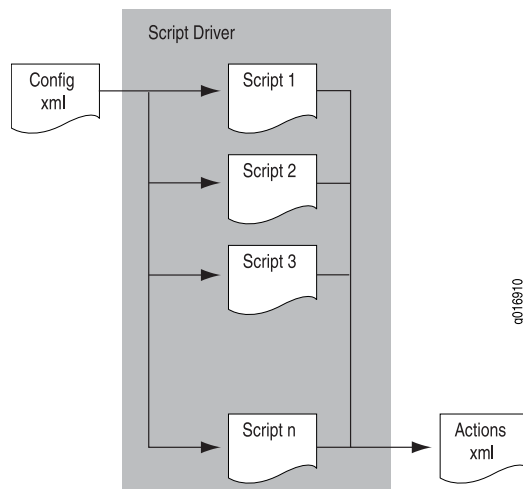 Script Driver
Config
xml
Script 1
Script 2
Script 3
Script n
Actions
xml
g016910